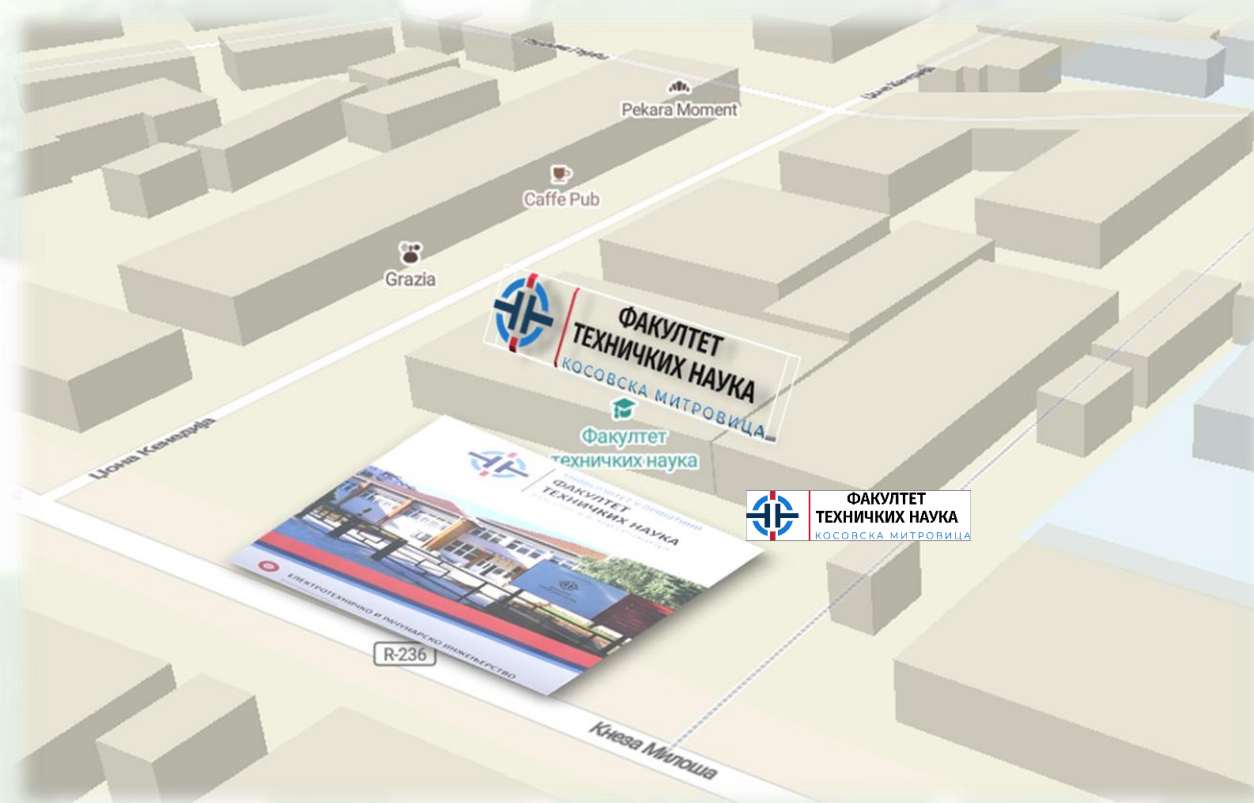 Pekara Moment
Caffe Pub
Grazia
ФАКУЛТЕТ
ТЕХНИЧКИХ НАУКА
КОСОВСКА МИТРОВИЦА
Џона Кенедија
Факултет
техничких наука
ФАКУЛТЕТ
ТЕХНИЧКИХ НАУКА
ФАКУЛТЕТ
ТЕХНИЧКИХ НАУКА
КОСОВСКА МИТРОВИЦА
ЕЛЕКТРОТЕХНИЧКО И РАЧУНАРСКО ИНЖЕЊЕРСТВО
R-236
Кнеза Милоша